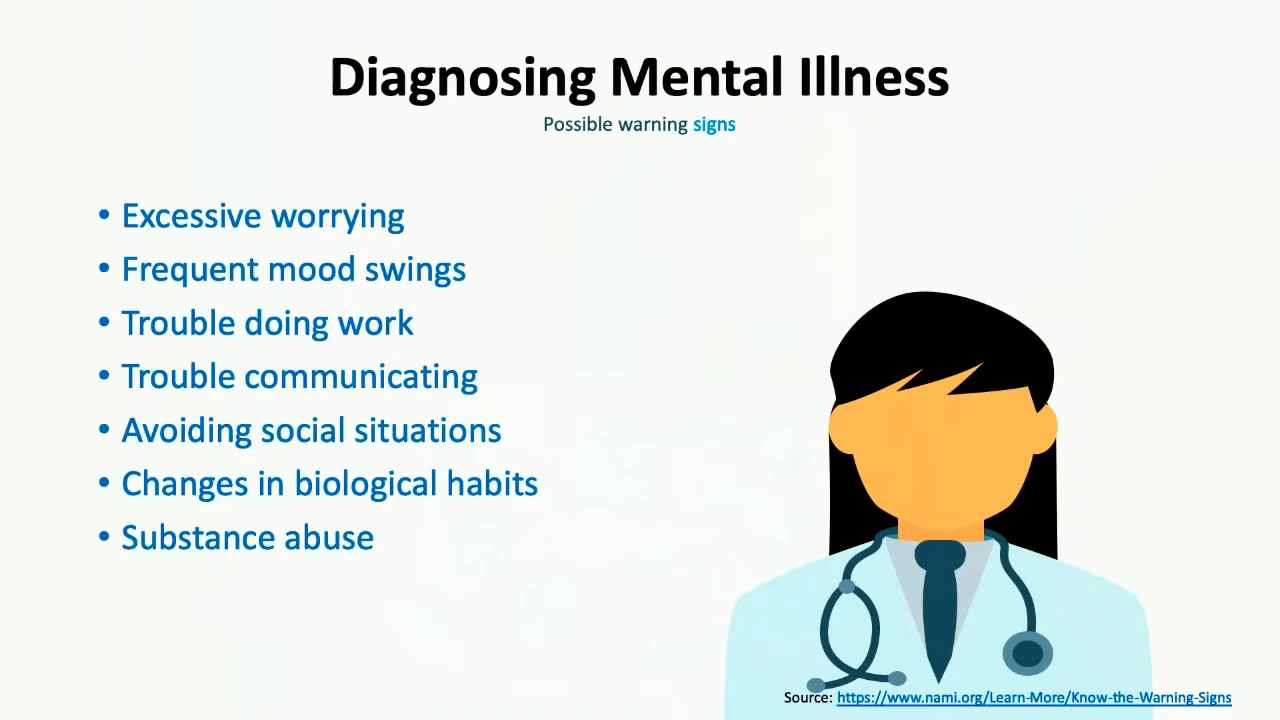 Diagnosing Mental Illness
Possible warning signs
• Excessive worrying
• Frequent mood swings
• Trouble doing work
• Trouble communicating
• Avoiding social situations
• Changes in biological habits
• Substance abuse
Source: https://www.nami.org/Learn-More/Know-the-Warning-Signs